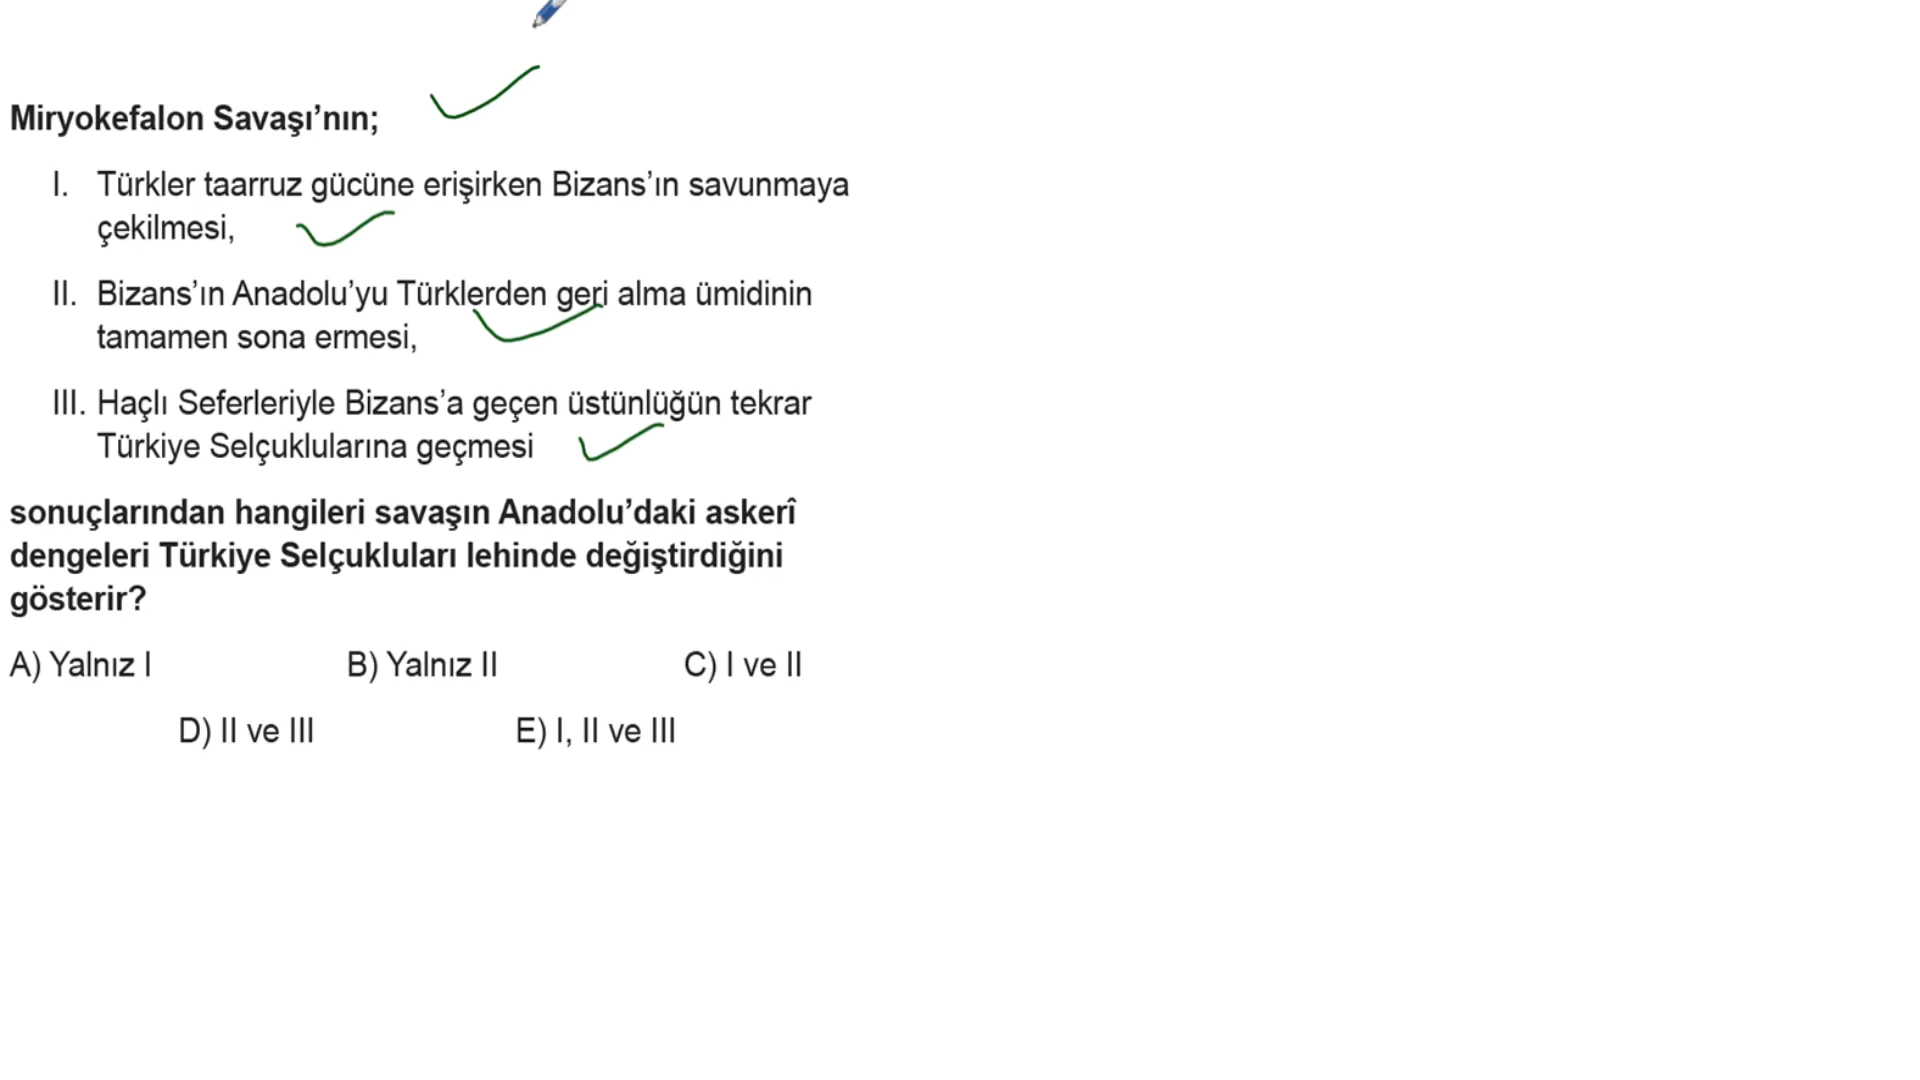 Miryokefalon Savaşı’nın;
I. Türkler taarruz gücüne erişirken Bizans’ın savunmaya
çekilmesi,
II. Bizans’ın Anadolu’yu Türklerden geri alma ümidinin
tamamen sona ermesi,
III. Haçlı Seferleriyle Bizans’a geçen üstünlüğün tekrar
Türkiye Selçuklularına geçmesi
sonuçlarından hangileri savaşın Anadolu’daki askerî
dengeleri Türkiye Selçukluları lehinde değiştirdiğini
gösterir?
A) Yalnız I B) Yalnız II C) I ve II
D) II ve III E) I, II ve III